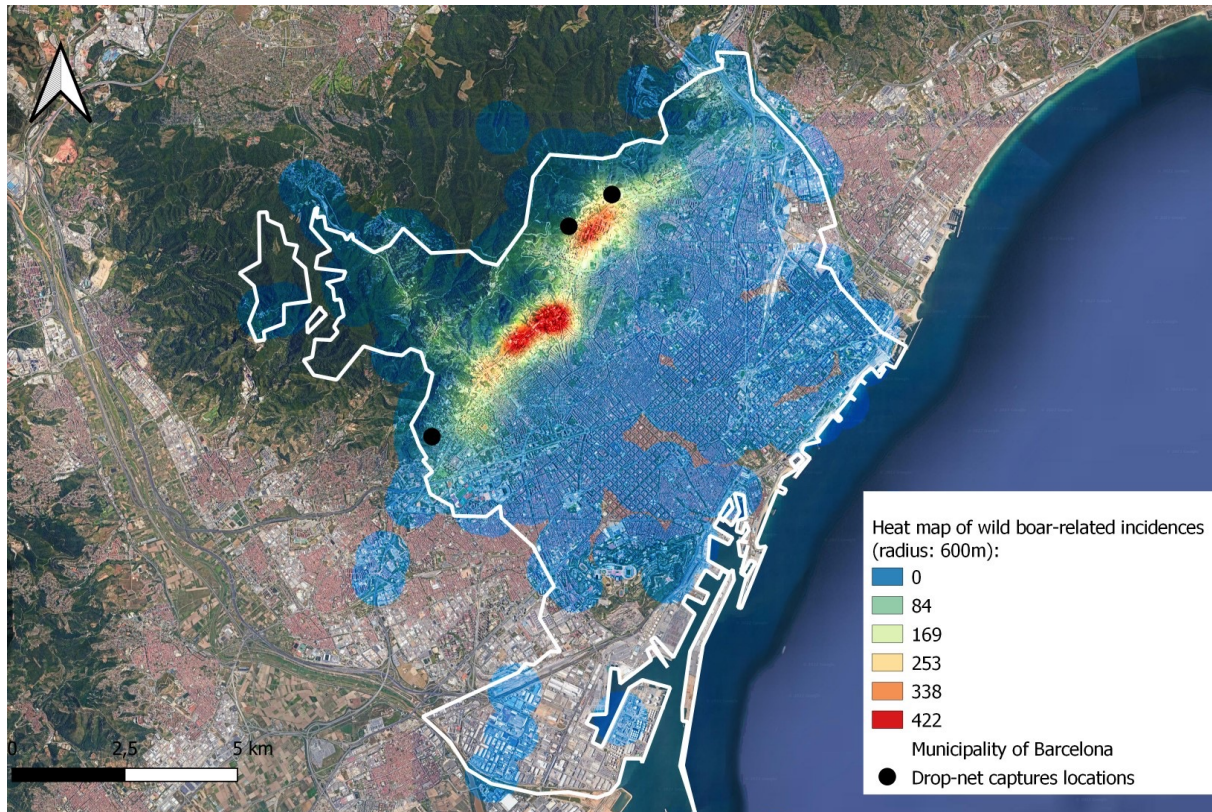 0
2,5
5 km
Heat map of wild boar-related incidences
(radius: 600m):
0
84
169
253
338
422
Municipality of Barcelona
Drop-net captures locations